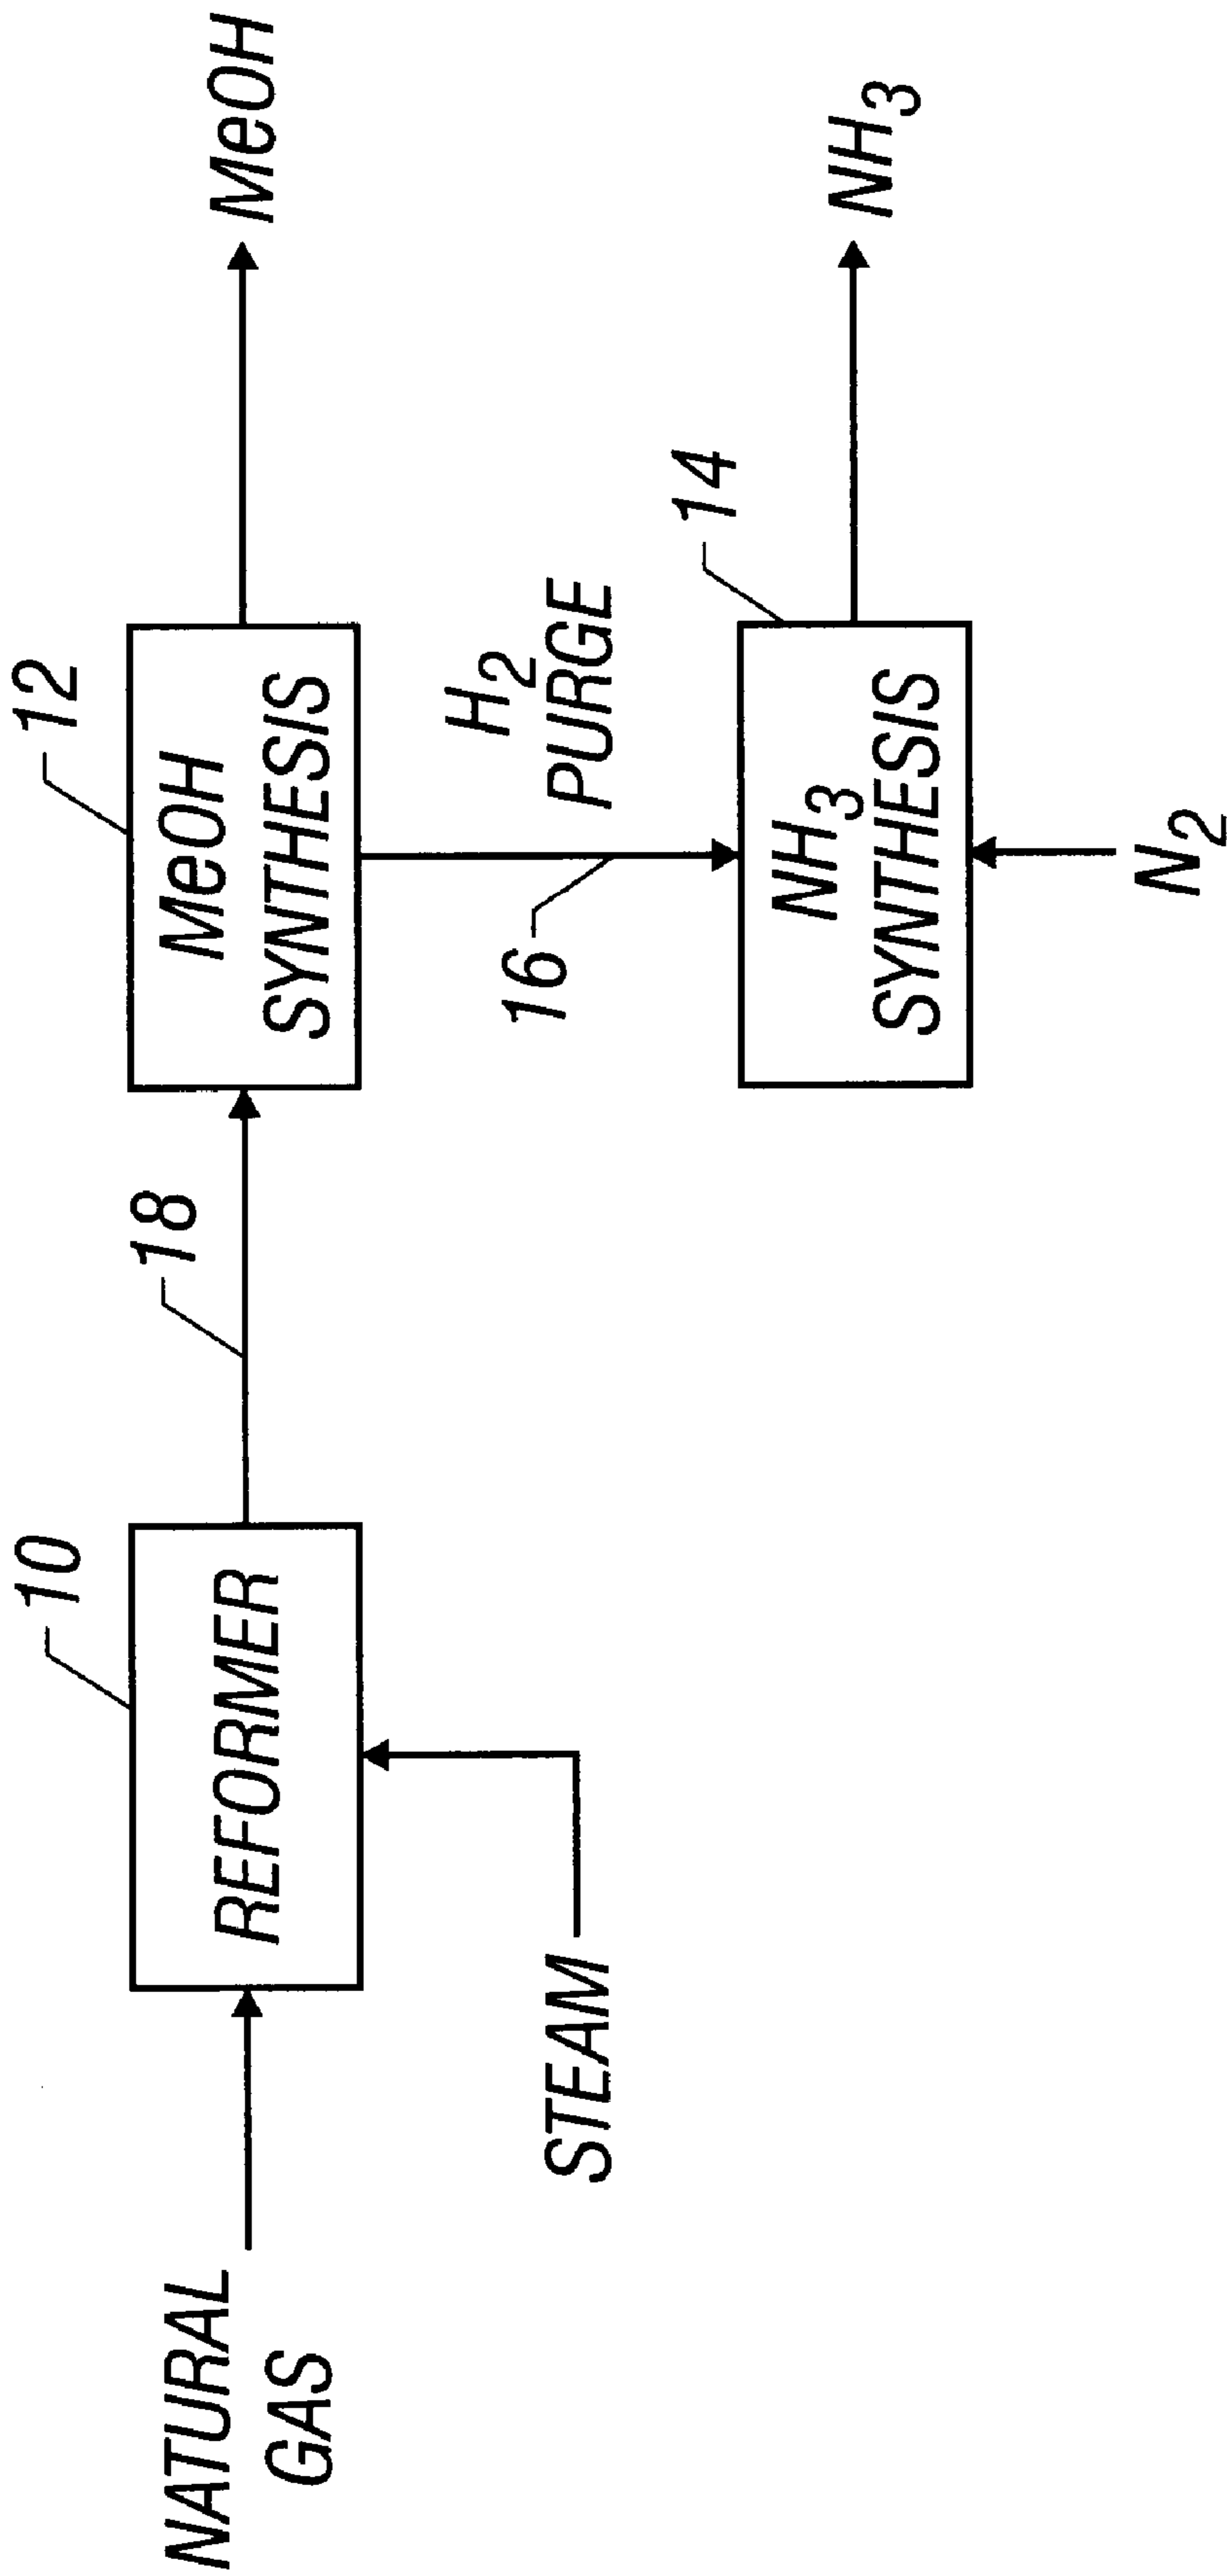 10
12
18
NATURAL
GAS
REFORMER
MeOH
SYNTHESIS
MeOH
STEAM
16
H2
PURGE
14
NH3
SYNTHESIS
NH3
N2